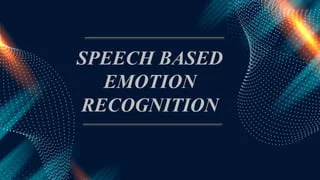 SPEECH BASED
EMOTION
RECOGNITION